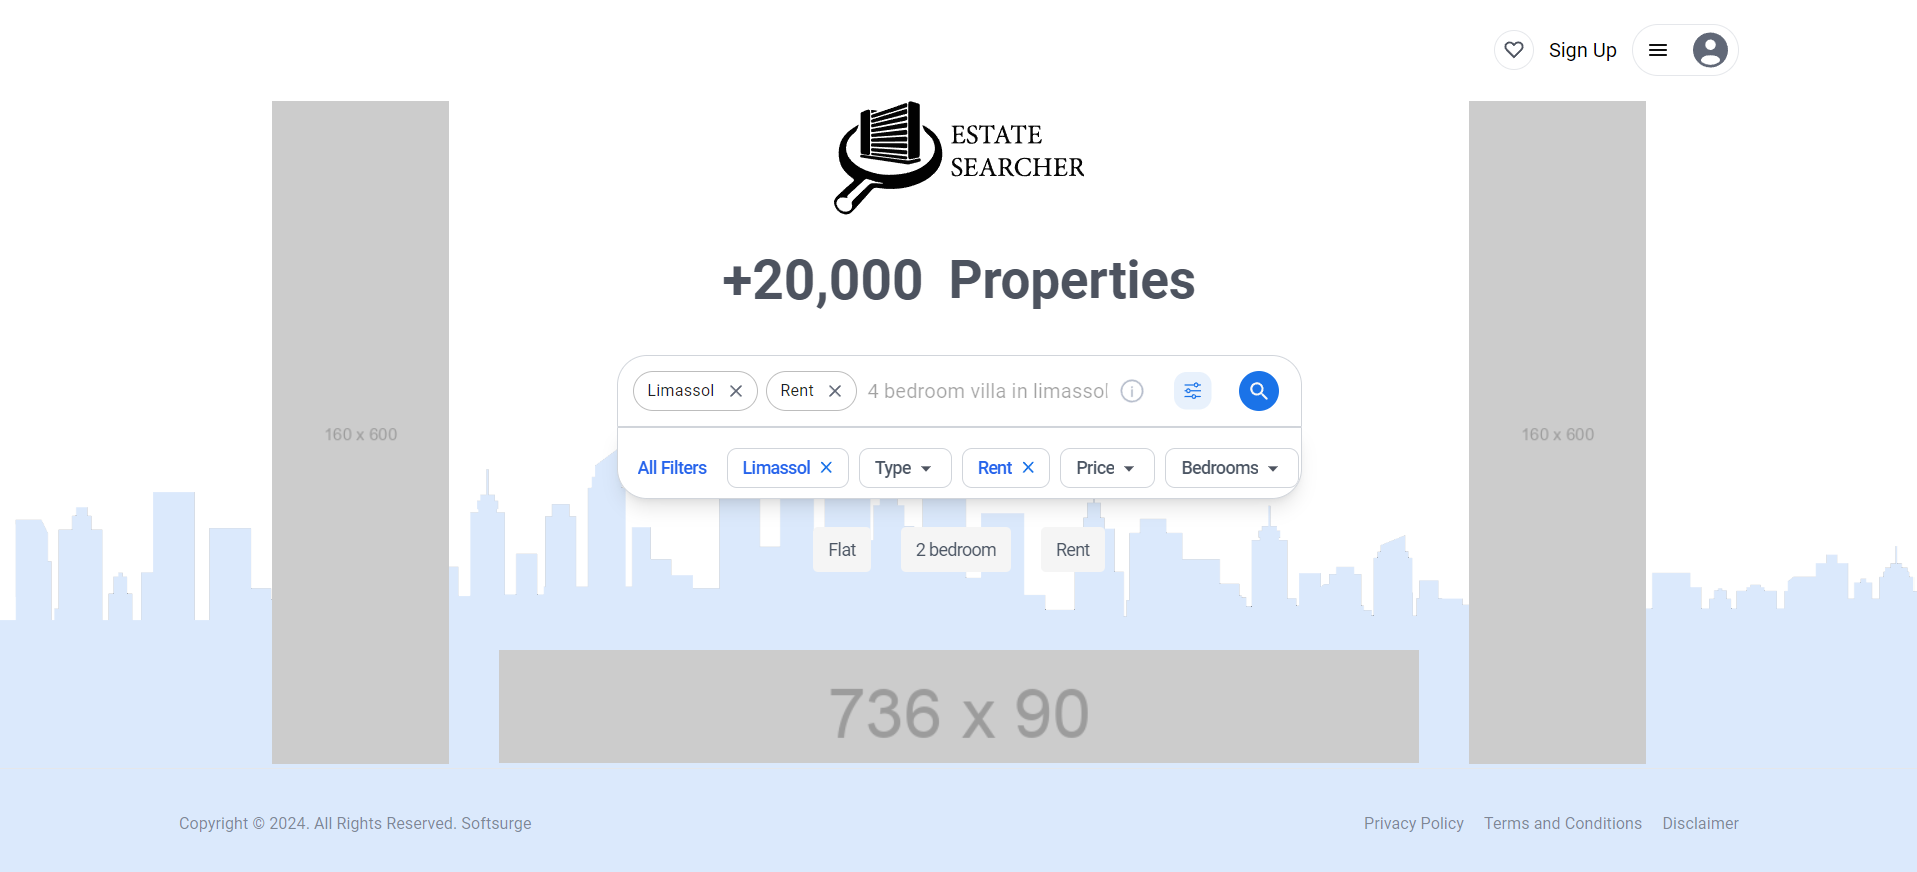 Sign Up
ESTATE
SEARCHER
+20,000 Properties
Limassol Rent 4 bedroom villa in limassol
160 x 600
160 x 600
All Filters Limassol Type Rent Price Bedrooms
Flat 2 bedroom Rent
736 x 90
Copyright © 2024. All Rights Reserved. Softsurge
Privacy Policy Terms and Conditions Disclaimer